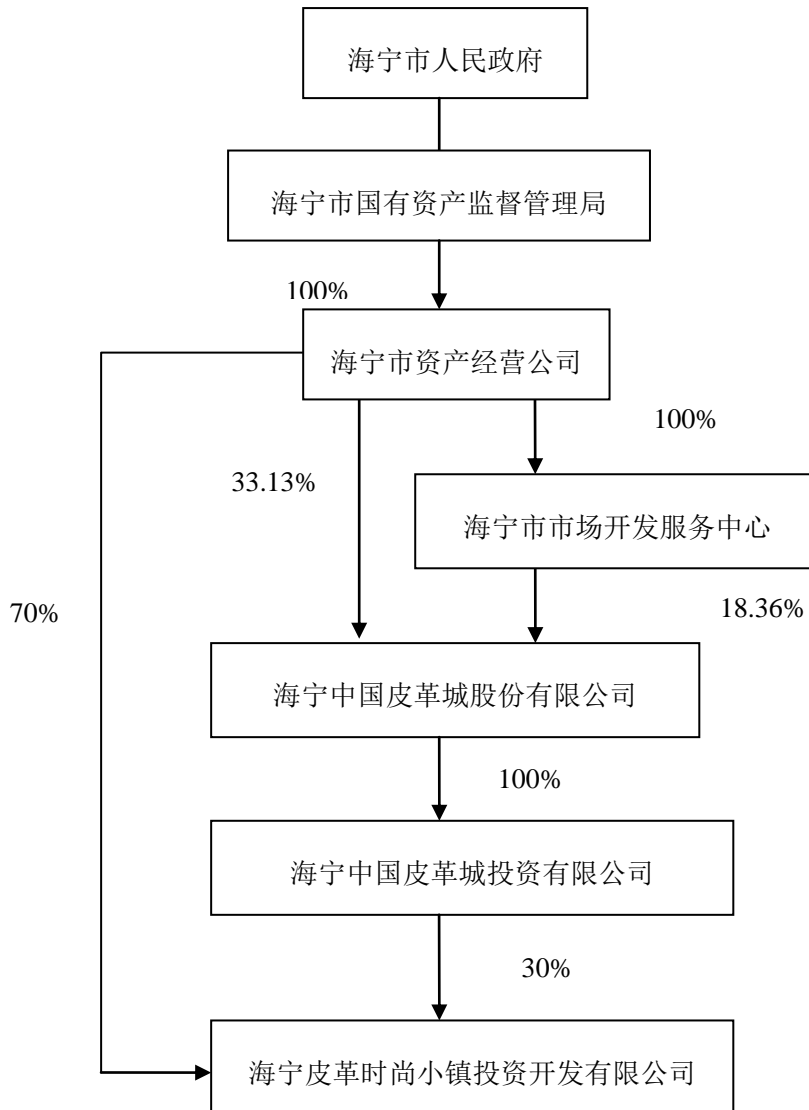 海宁市人民政府
海宁市国有资产监督管理局
100%
海宁市资产经营公司
100%
33.13%
海宁市市场开发服务中心
70%
18.36%
海宁中国皮革城股份有限公司
100%
海宁中国皮革城投资有限公司
30%
海宁皮革时尚小镇投资开发有限公司